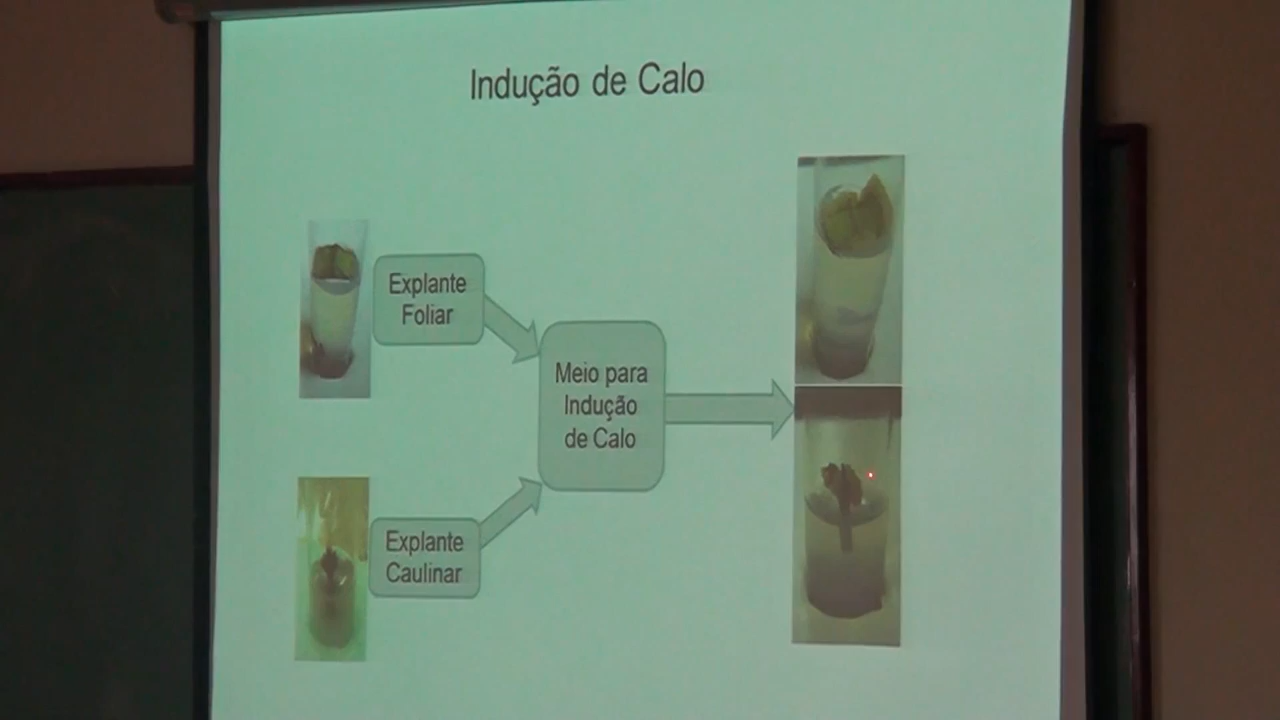 Indução de Calo
Explante
Foliar
Meio para
Indução
de Calo
Explante
Caulinar